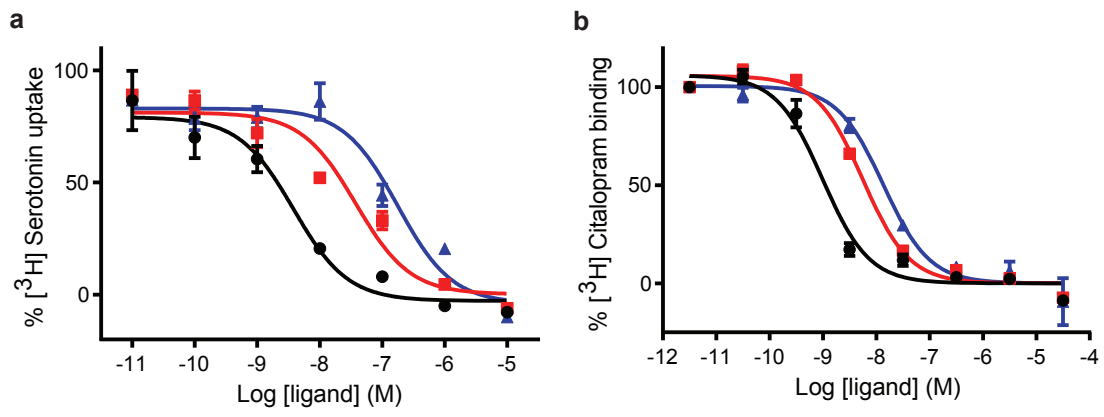 a
% [³H] Serotonin uptake
100
50
0
-11 -10 -9 -8 -7 -6 -5
Log [ligand] (M)
b
% [³H] Citalopram binding
100
50
0
-12 -11 -10 -9 -8 -7 -6 -5 -4
Log [ligand] (M)